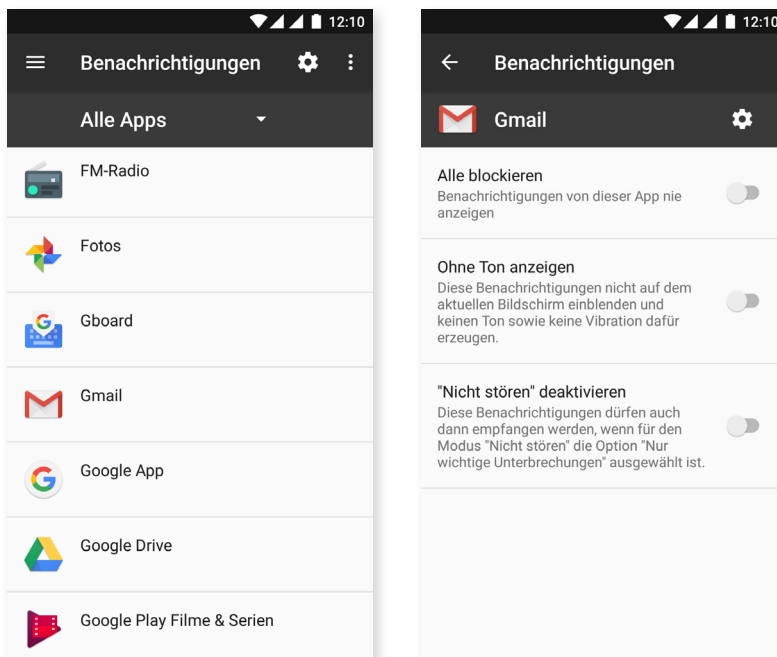 12:10
Benachrichtigungen
Alle Apps
FM-Radio
Fotos
Gboard
Gmail
Google App
Google Drive
Google Play Filme & Serien
12:10
Benachrichtigungen
Gmail
Alle blockieren
Benachrichtigungen von dieser App nie
anzeigen
Ohne Ton anzeigen
Diese Benachrichtigungen nicht auf dem
aktuellen Bildschirm einblenden und
keinen Ton sowie keine Vibration dafür
erzeugen.
"Nicht stören" deaktivieren
Diese Benachrichtigungen dürfen auch
dann empfangen werden, wenn für den
Modus "Nicht stören" die Option "Nur
wichtige Unterbrechungen" ausgewählt ist.